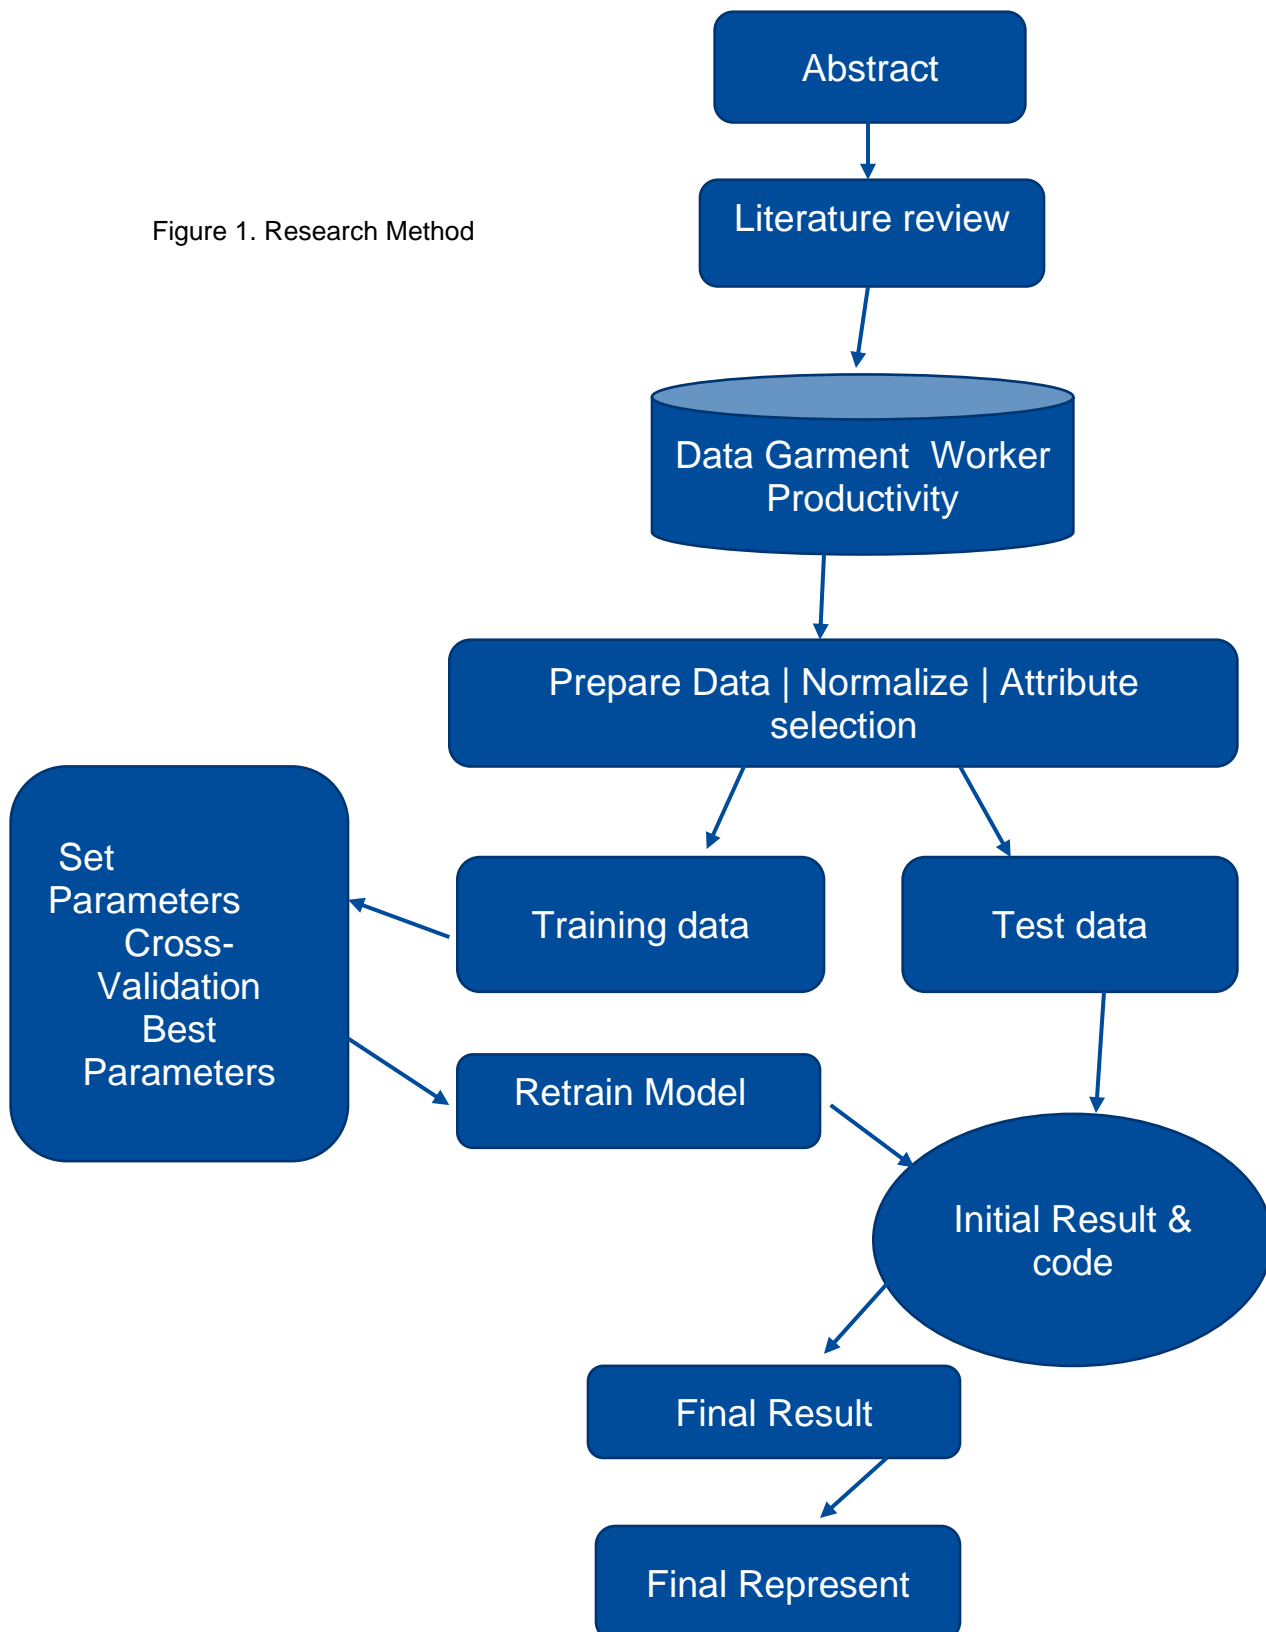 Abstract
Literature review
Figure 1. Research Method
Data Garment  Worker
Productivity
Prepare Data | Normalize | Attribute
selection
Set
Parameters
Cross-
Validation
Best
Parameters
Training data
Test data
Retrain Model
Initial Result &
code
Final Result
Final Represent